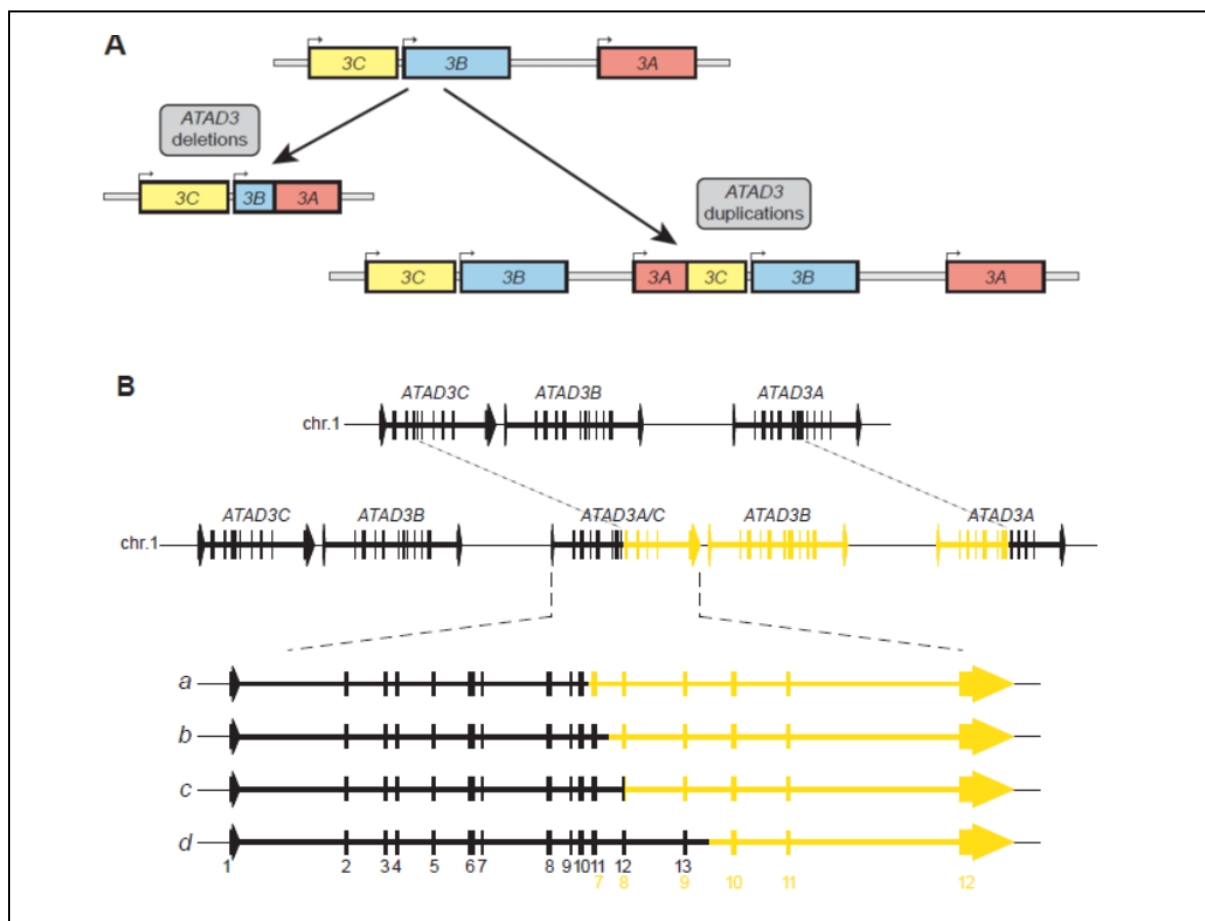 A
3C 3B 3A
ATAD3
deletions
3C 3B 3A
ATAD3
duplications
3C 3B 3A 3C 3B 3A
B
ATAD3C ATAD3B ATAD3A
chr.1
ATAD3C ATAD3B ATAD3A/C ATAD3B ATAD3A
chr.1
a
b
c
d
1 2 3 4 5 6 7 8 9 10 11 12 13
7 8 9 10 11 12